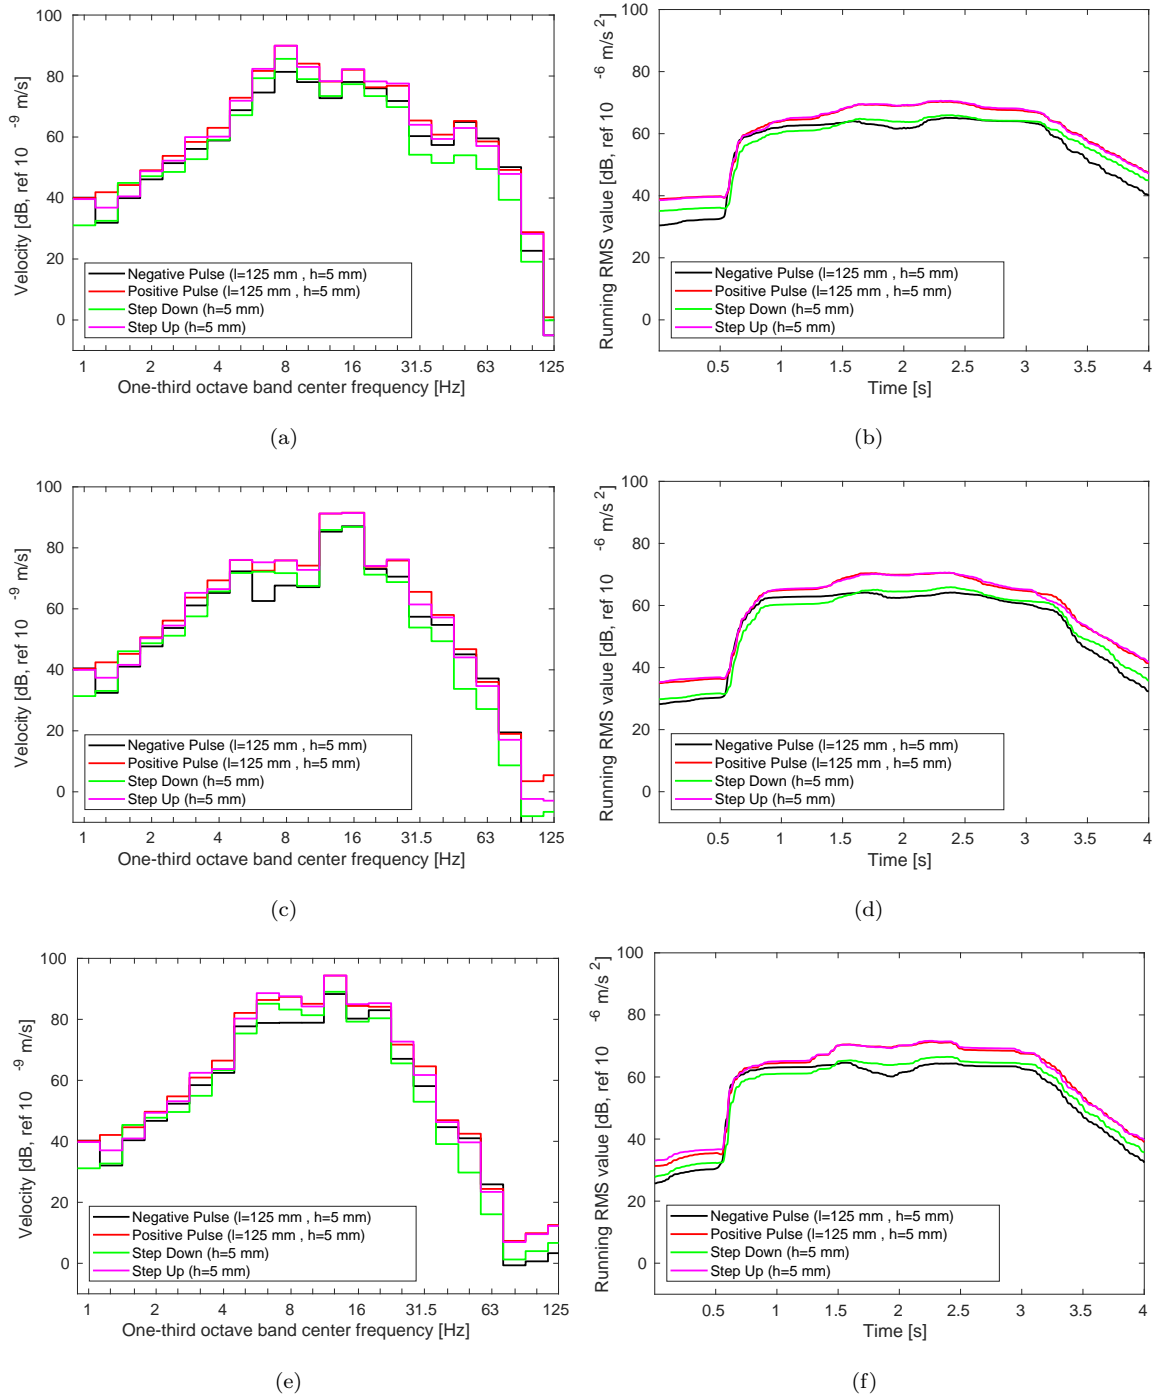 100
80
60
40
20
0
Velocity [dB, ref 10 -9 m/s]
Negative Pulse (l=125 mm , h=5 mm)
Positive Pulse (l=125 mm , h=5 mm)
Step Down (h=5 mm)
Step Up (h=5 mm)
1 2 4 8 16 31.5 63 125
One-third octave band center frequency [Hz]
(a)
100
80
60
40
20
0
Running RMS value [dB, ref 10 -6 m/s 2]
Negative Pulse (l=125 mm , h=5 mm)
Positive Pulse (l=125 mm , h=5 mm)
Step Down (h=5 mm)
Step Up (h=5 mm)
0.5 1 1.5 2 2.5 3 3.5 4
Time [s]
(b)
100
80
60
40
20
0
Velocity [dB, ref 10 -9 m/s]
Negative Pulse (l=125 mm , h=5 mm)
Positive Pulse (l=125 mm , h=5 mm)
Step Down (h=5 mm)
Step Up (h=5 mm)
1 2 4 8 16 31.5 63 125
One-third octave band center frequency [Hz]
(c)
100
80
60
40
20
0
Running RMS value [dB, ref 10 -6 m/s 2]
Negative Pulse (l=125 mm , h=5 mm)
Positive Pulse (l=125 mm , h=5 mm)
Step Down (h=5 mm)
Step Up (h=5 mm)
0.5 1 1.5 2 2.5 3 3.5 4
Time [s]
(d)
100
80
60
40
20
0
Velocity [dB, ref 10 -9 m/s]
Negative Pulse (l=125 mm , h=5 mm)
Positive Pulse (l=125 mm , h=5 mm)
Step Down (h=5 mm)
Step Up (h=5 mm)
1 2 4 8 16 31.5 63 125
One-third octave band center frequency [Hz]
(e)
100
80
60
40
20
0
Running RMS value [dB, ref 10 -6 m/s 2]
Negative Pulse (l=125 mm , h=5 mm)
Positive Pulse (l=125 mm , h=5 mm)
Step Down (h=5 mm)
Step Up (h=5 mm)
0.5 1 1.5 2 2.5 3 3.5 4
Time [s]
(f)